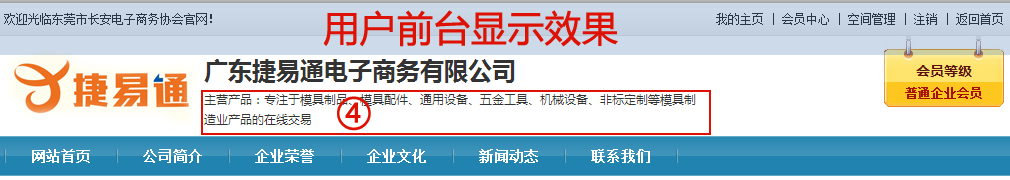 欢迎光临东莞市长安电子商务协会官网!
用户前台显示效果
我的主页 | 会员中心 | 空间管理 | 注销 | 返回首页
捷易通
广东捷易通电子商务有限公司
主营产品：专注于模具制品、模具配件、通用设备、五金工具、机械设备、非标定制等模具制
造业产品的在线交易
④
会员等级
普通企业会员
网站首页 公司简介 企业荣誉 企业文化 新闻动态 联系我们